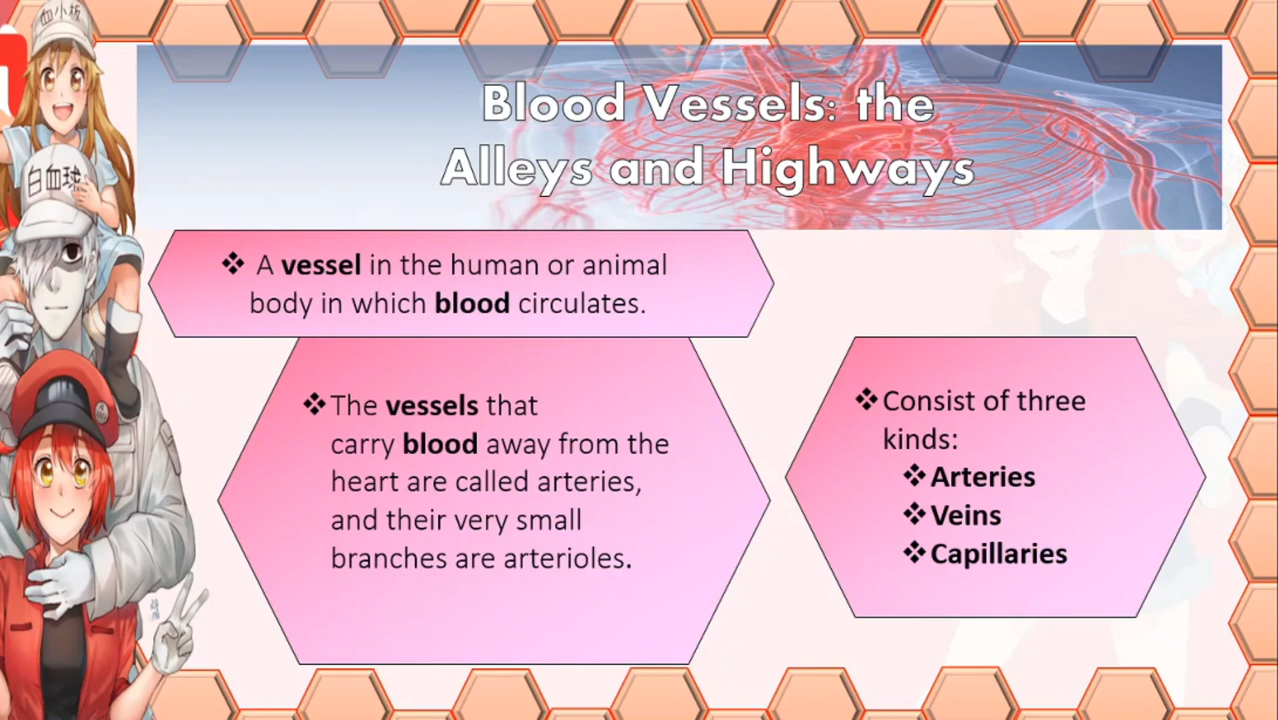 血小板
白血球
Blood Vessels: the
Alleys and Highways
❖ A vessel in the human or animal
body in which blood circulates.
❖ The vessels that
carry blood away from the
heart are called arteries,
and their very small
branches are arterioles.
❖ Consist of three
kinds:
❖ Arteries
❖ Veins
❖ Capillaries